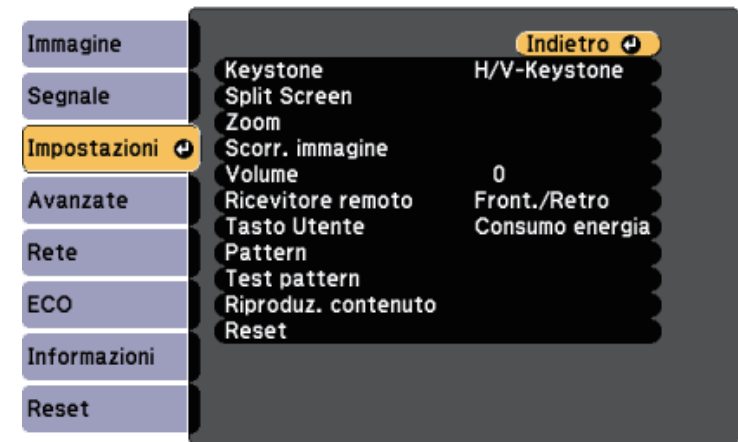 Immagine
Segnale
Impostazioni
Avanzate
Rete
ECO
Informazioni
Reset
Indietro
Keystone H/V-Keystone
Split Screen
Zoom
Scorr. immagine
Volume 0
Ricevitore remoto Front./Retro
Tasto Utente Consumo energia
Pattern
Test pattern
Riproduz. contenuto
Reset